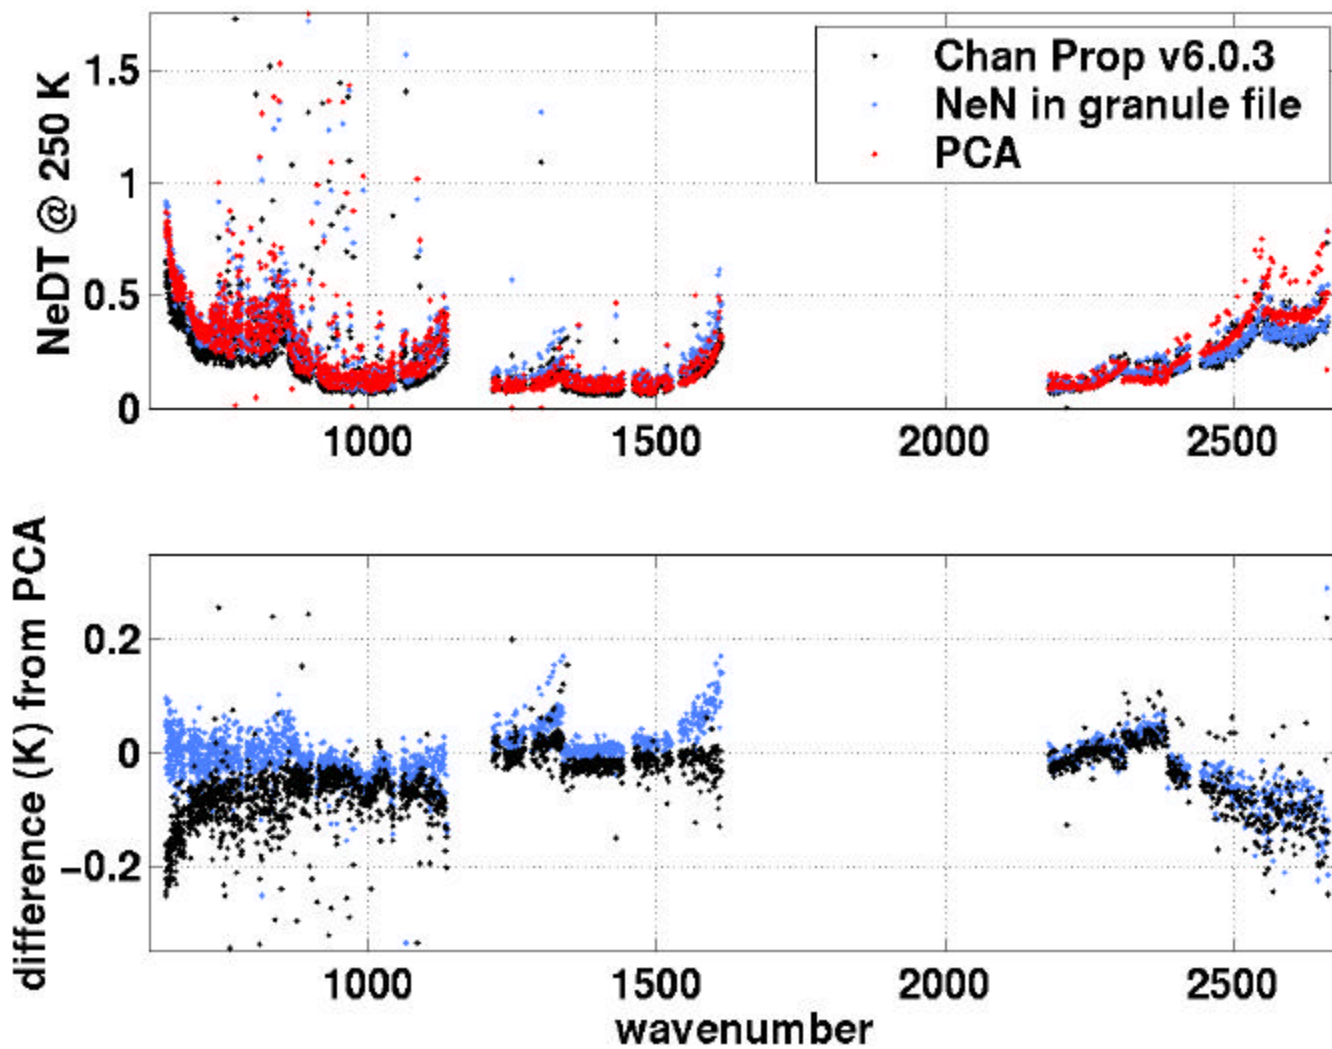 NeDT @ 250 K
1.5
1
0.5
0
Chan Prop v6.0.3
NeN in granule file
PCA
1000 1500 2000 2500
difference (K) from PCA
0.2
0
−0.2
1000 1500 2000 2500
wavenumber